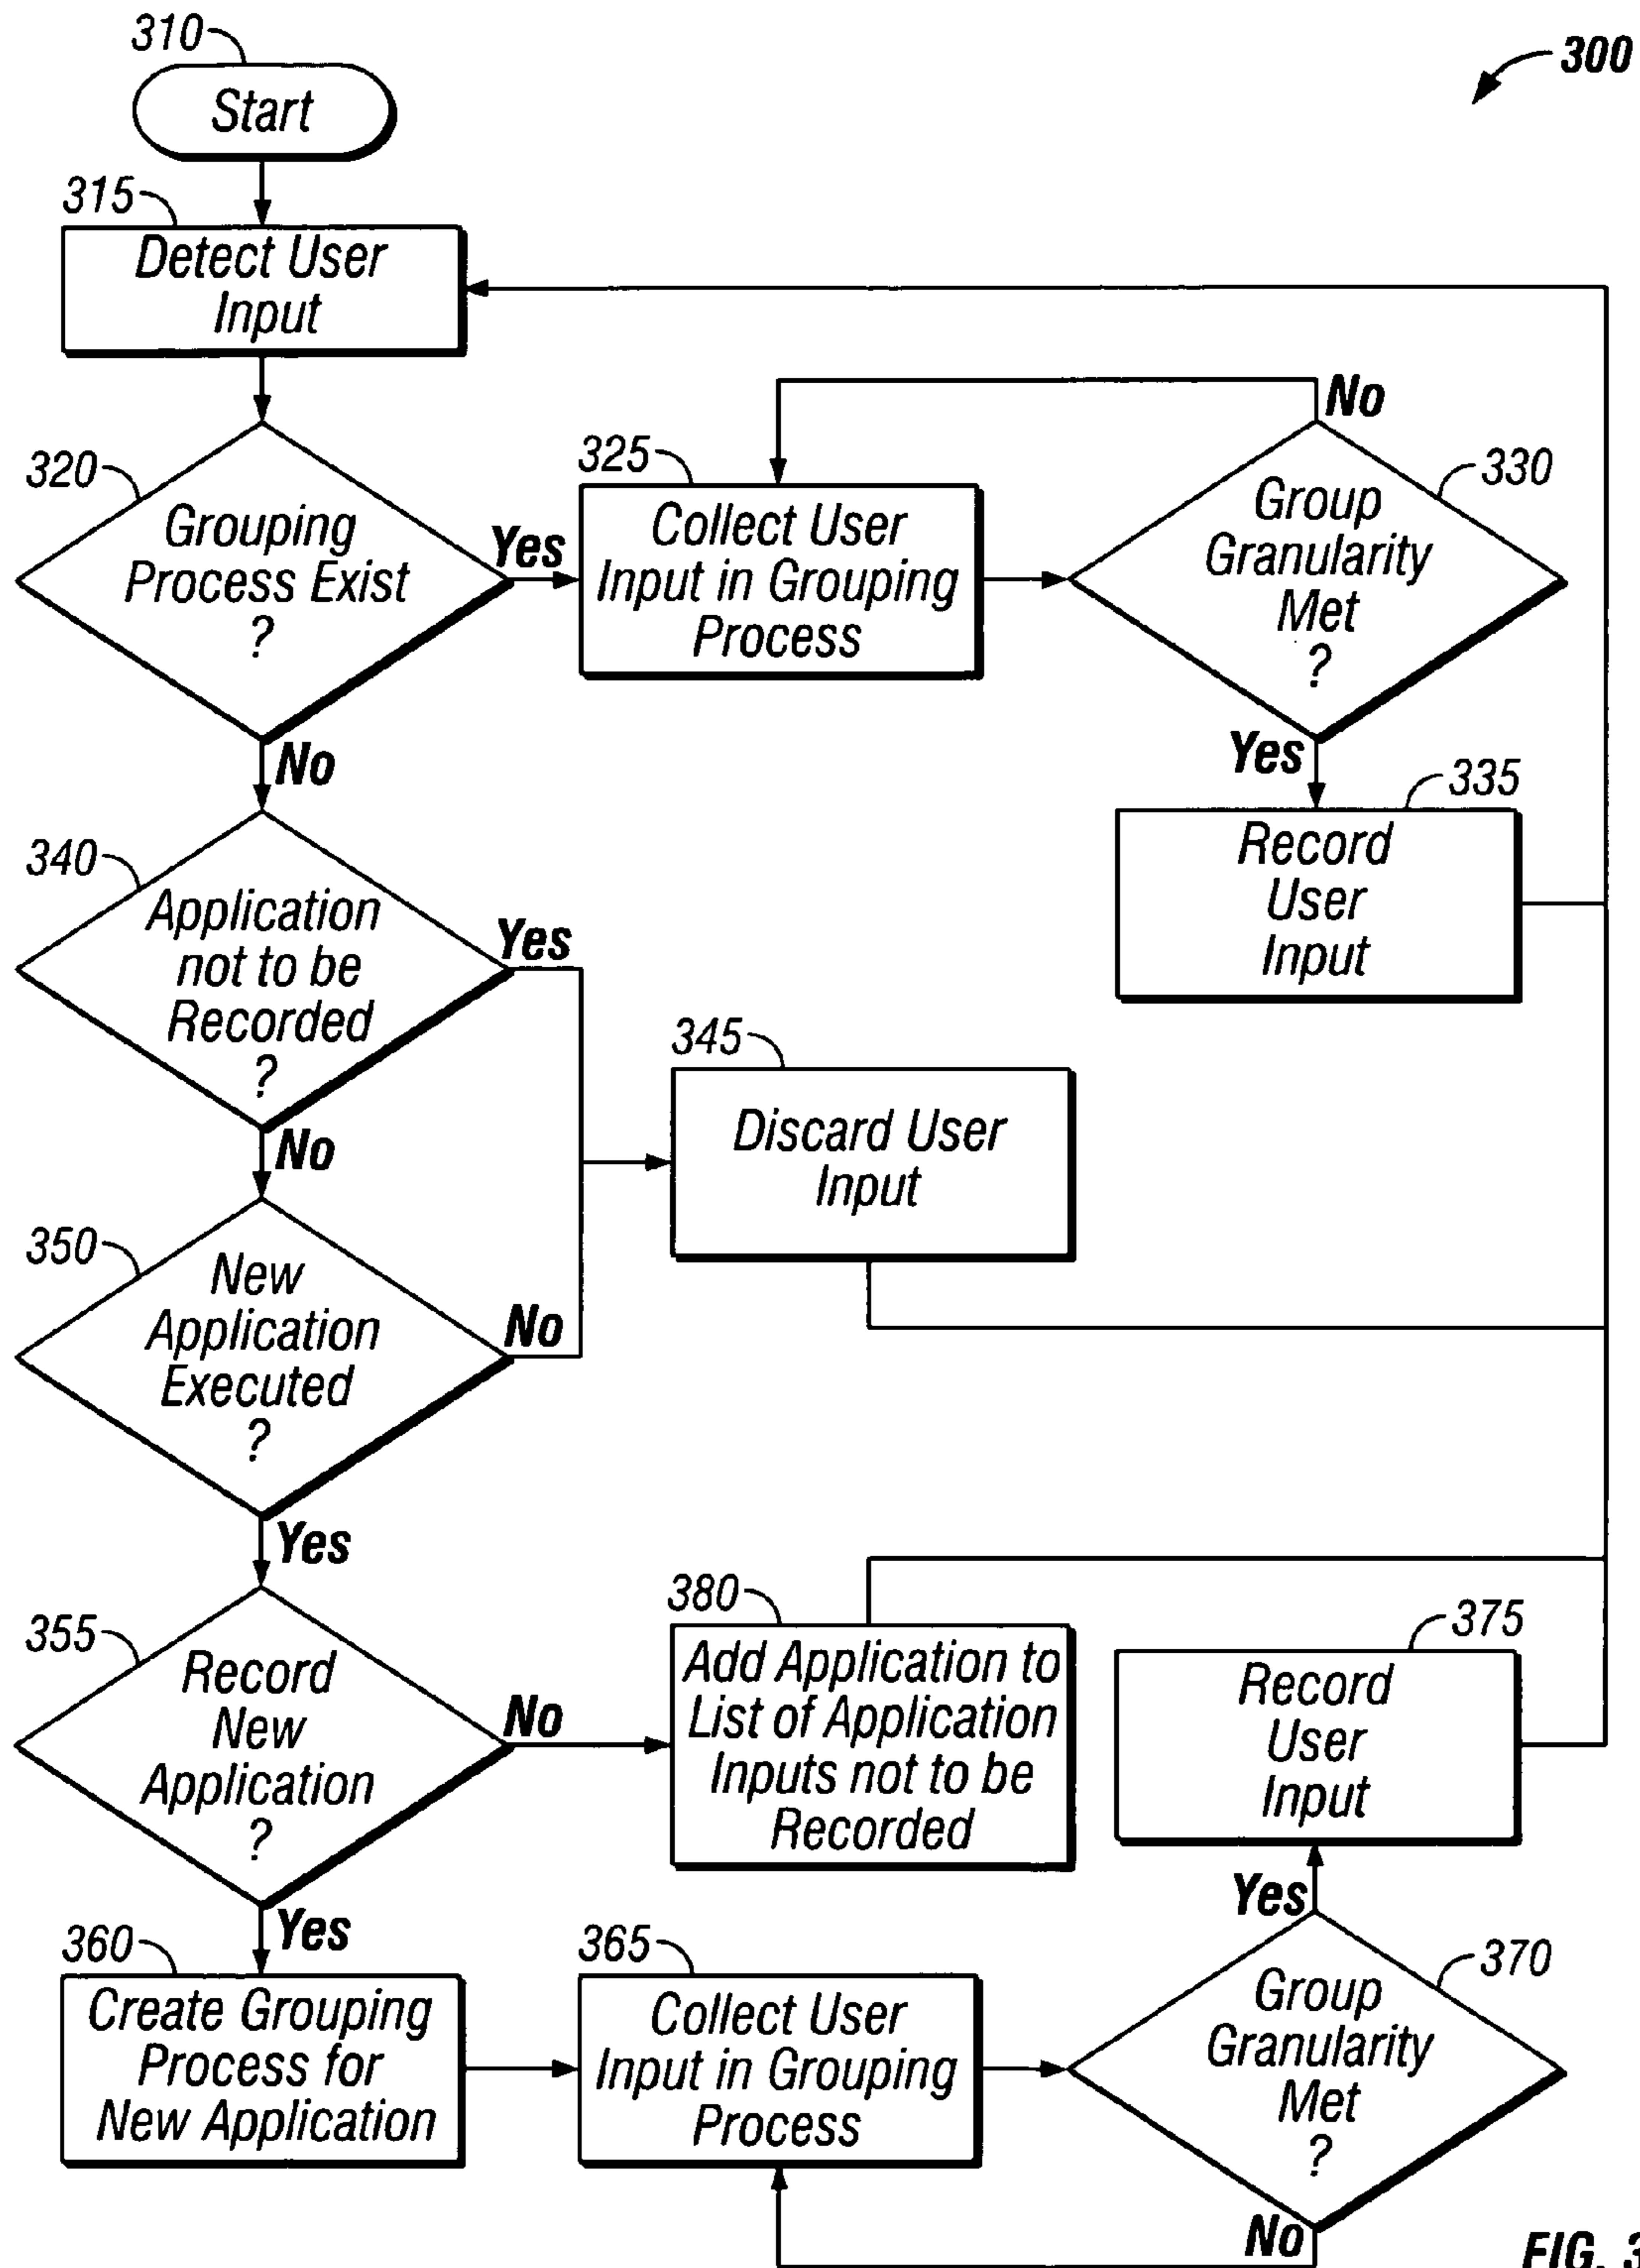 310
300
Start
315
Detect User
Input
320
Grouping
Process Exist
?
Yes
No
325
Collect User
Input in Grouping
Process
No
330
Group
Granularity
Met
?
Yes
335
Record
User
Input
340
Application
not to be
Recorded
?
Yes
No
345
Discard User
Input
350
New
Application
Executed
?
No
Yes
355
Record
New
Application
?
No
Yes
380
Add Application to
List of Application
Inputs not to be
Recorded
375
Record
User
Input
360
Create Grouping
Process for
New Application
365
Collect User
Input in Grouping
Process
Yes
370
Group
Granularity
Met
?
No
FIG. 3